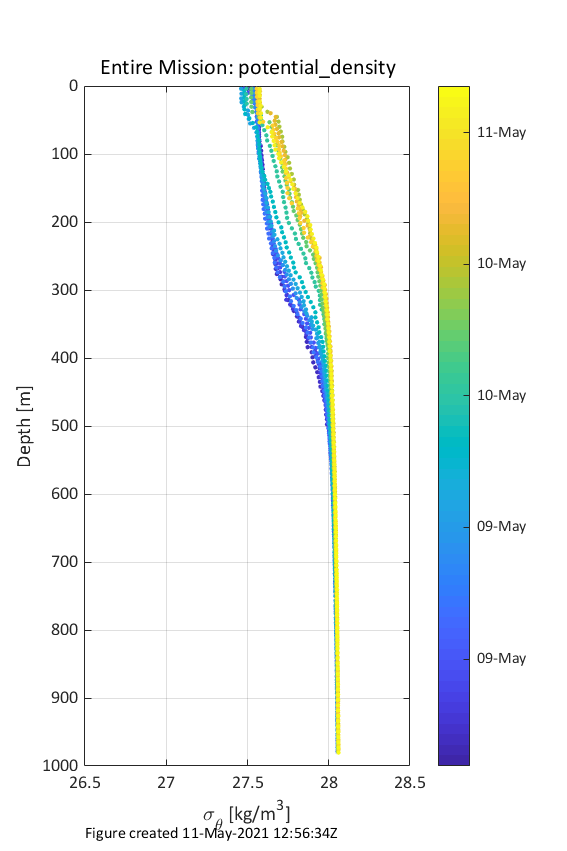 Entire Mission: potential_density
0
100
200
300
400
500
600
700
800
900
1000
Depth [m]
26.5 27 27.5 28 28.5
σθ [kg/m³]
11-May
10-May
10-May
09-May
09-May
Figure created 11-May-2021 12:56:34Z